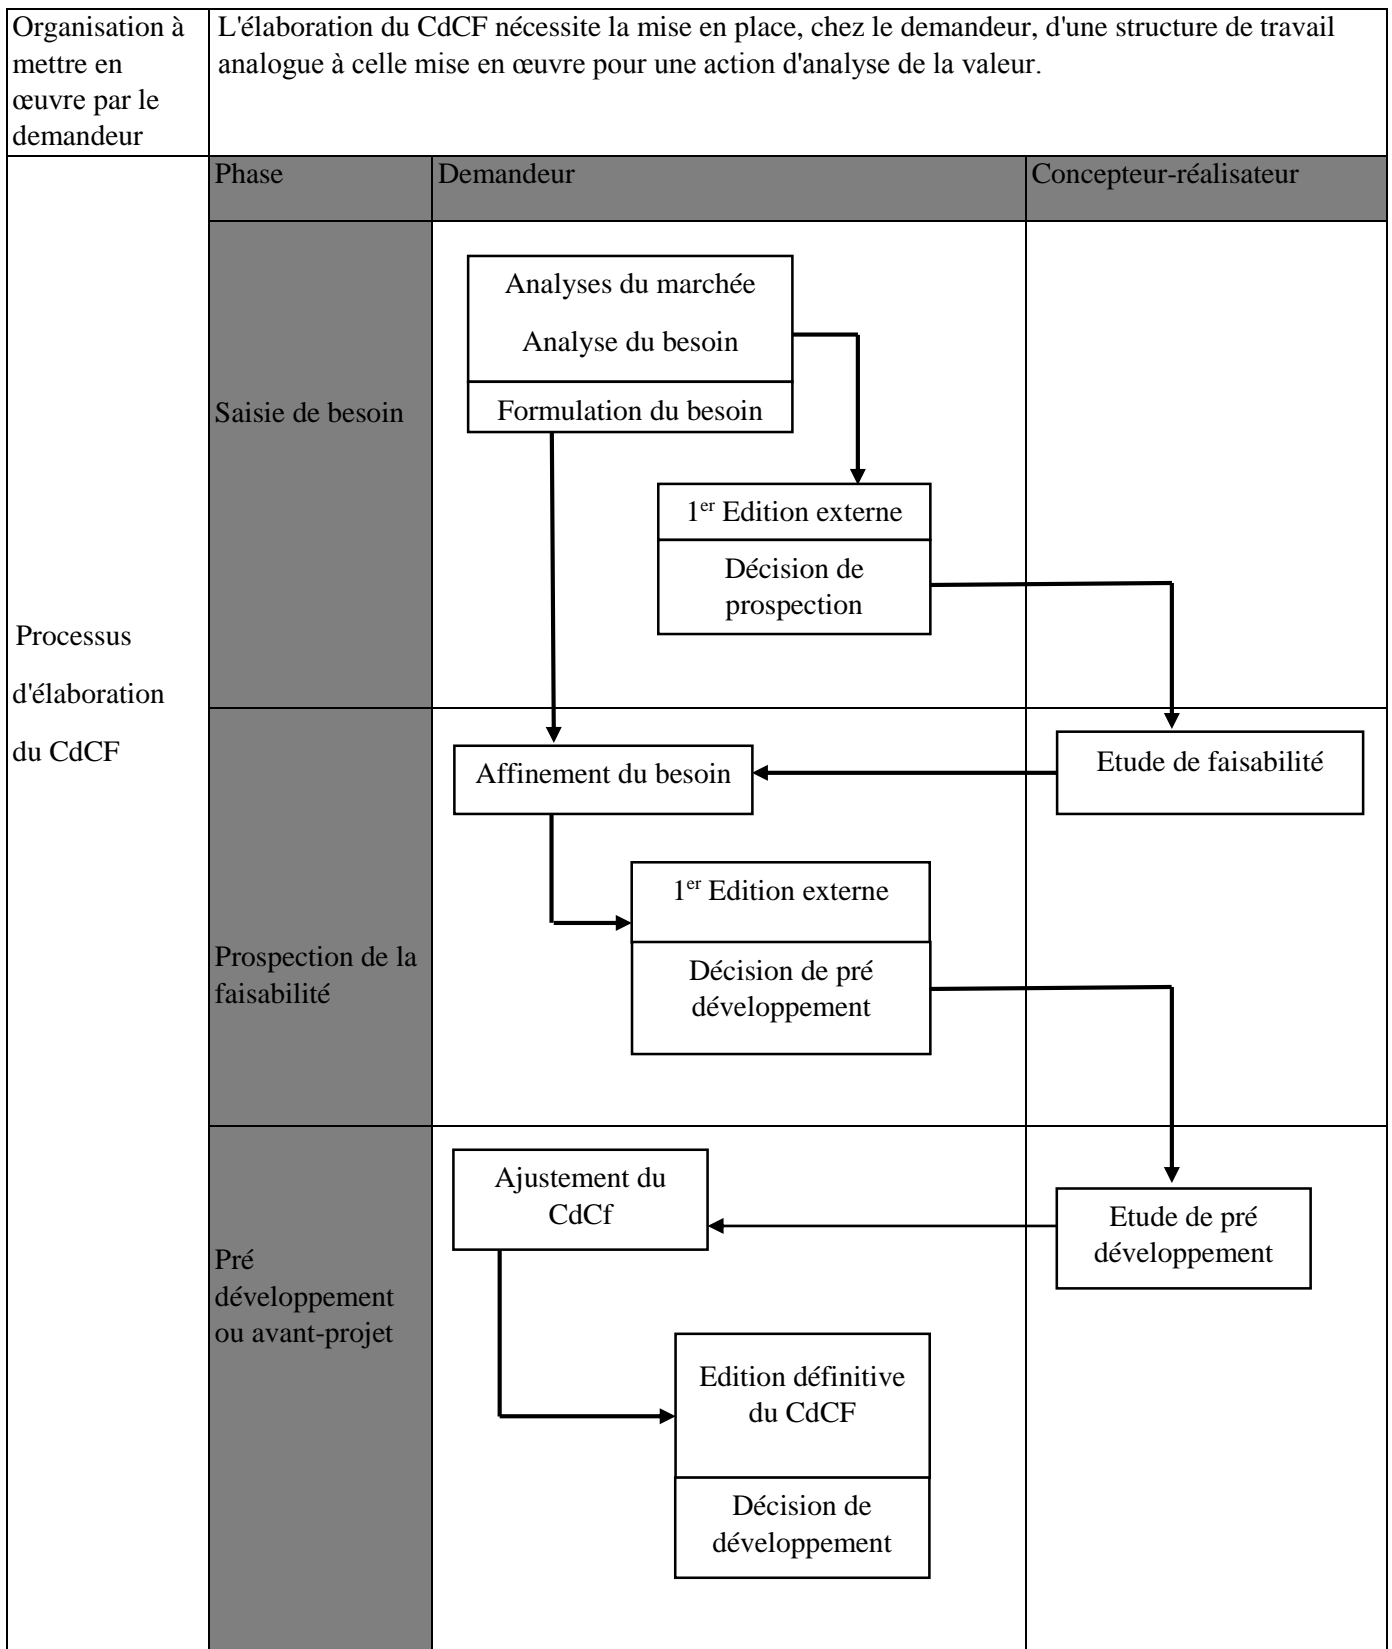 Organisation à
mettre en
œuvre par le
demandeur
L'élaboration du CdCF nécessite la mise en place, chez le demandeur, d'une structure de travail
analogue à celle mise en œuvre pour une action d'analyse de la valeur.
Processus
d'élaboration
du CdCF
Phase
Demandeur
Concepteur-réalisateur
Saisie de besoin
Analyses du marchée
Analyse du besoin
Formulation du besoin
1er Edition externe
Décision de
prospection
Prospection de la
faisabilité
Affinement du besoin
Etude de faisabilité
1er Edition externe
Décision de pré
développement
Pré
développement
ou avant-projet
Ajustement du
CdCf
Etude de pré
développement
Edition définitive
du CdCF
Décision de
développement